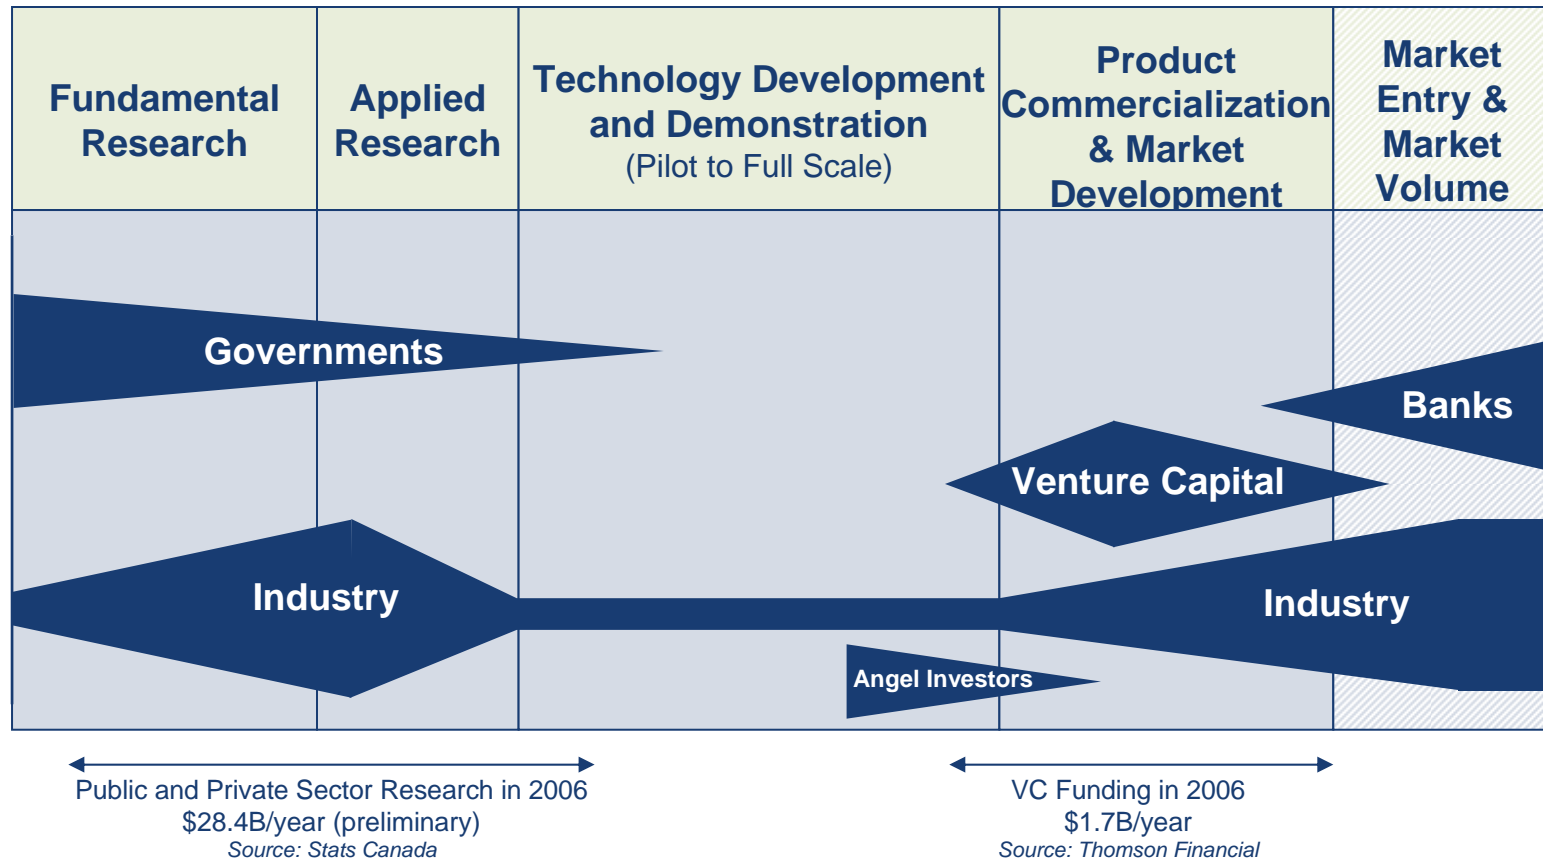 Fundamental
Research
Applied
Research
Technology Development
and Demonstration
(Pilot to Full Scale)
Product
Commercialization
& Market
Development
Market
Entry &
Market
Volume
Governments
Banks
Venture Capital
Industry
Industry
Angel Investors
Public and Private Sector Research in 2006
$28.4B/year (preliminary)
Source: Stats Canada
VC Funding in 2006
$1.7B/year
Source: Thomson Financial